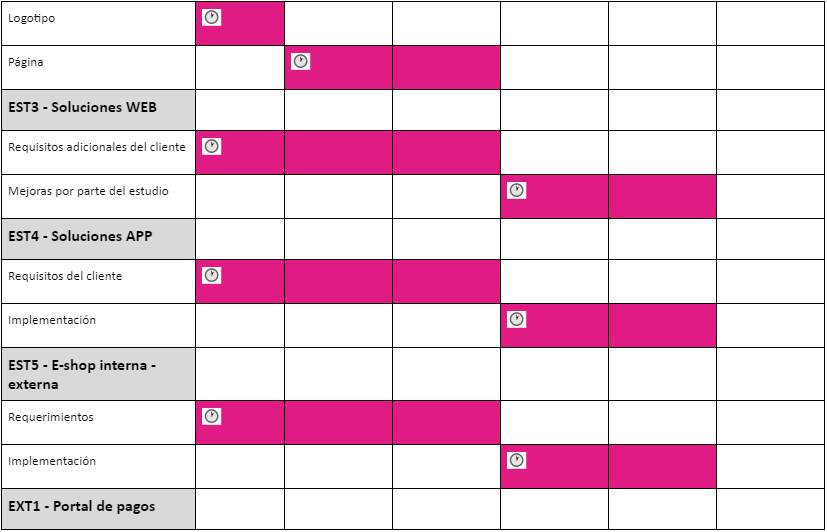 Logotipo
Página
EST3 - Soluciones WEB
Requisitos adicionales del cliente
Mejoras por parte del estudio
EST4 - Soluciones APP
Requisitos del cliente
Implementación
EST5 - E-shop interna -
externa
Requerimientos
Implementación
EXT1 - Portal de pagos